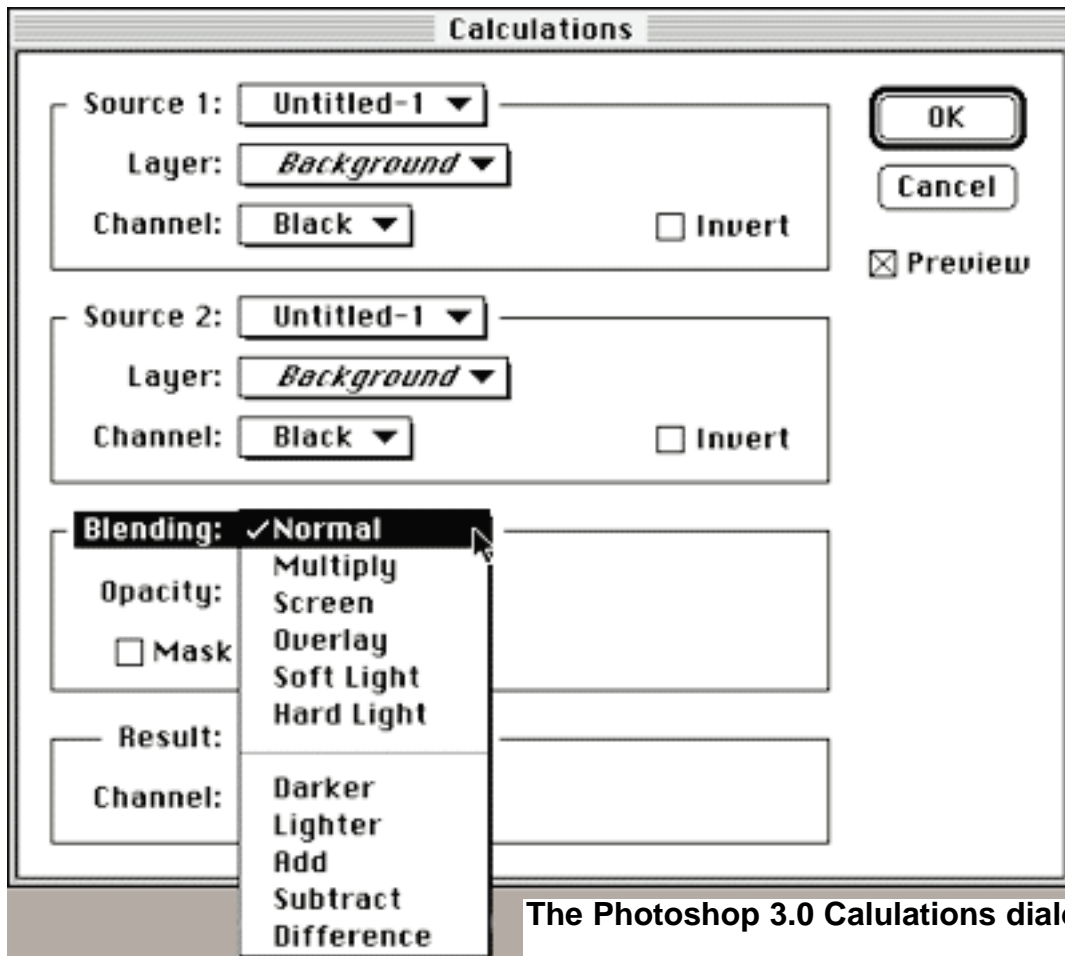 Calculations
Source 1: Untitled-1
OK
Layer: Background
Cancel
Channel: Black Invert
Preview
Source 2: Untitled-1
Layer: Background
Channel: Black Invert
Blending: ✓Normal
Multiply
Opacity:
Screen
Overlay
Mask
Soft Light
Hard Light
Result:
Darker
Channel:
Lighter
Add
Subtract
Difference
The Photoshop 3.0 Calulations dial